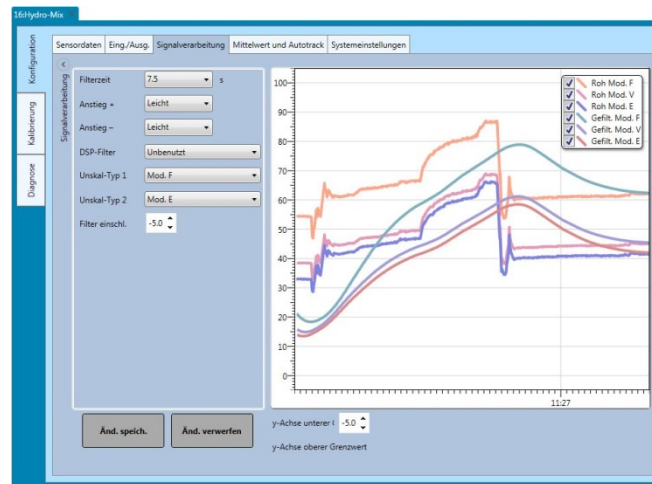 16:Hydro-Mix
Konfiguration
Kalibrierung
Diagnose
Sensordaten Eing./Ausg. Signalverarbeitung Mittelwert und Autotrack Systemeinstellungen
Signalverarbeitung
Filterzeit 7.5 s
Anstieg + Leicht
Anstieg – Leicht
DSP-Filter Unbenutzt
Unskal-Typ 1 Mod. F
Unskal-Typ 2 Mod. E
Filter einschl. -5.0
Änd. speich. Änd. verwerfen
100
90
80
70
60
50
40
30
20
10
0
11:27
Roh Mod. F
Roh Mod. V
Roh Mod. E
Gefilt. Mod. F
Gefilt. Mod. V
Gefilt. Mod. E
y-Achse unterer -5.0
y-Achse oberer Grenzwert